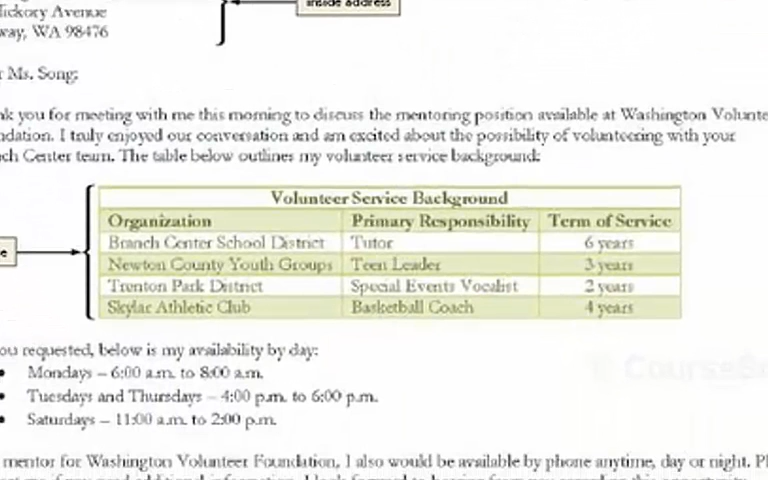 Hickory Avenue
inside address
way, WA 98476
r Ms. Song:
nk you for meeting with me this morning to discuss the mentoring position available at Washington Volunte
ndation. I truly enjoyed our conversation and am excited about the possibility of volunteering with your
ch Center team. The table below outlines my volunteer service background:
Volunteer Service Background
Organization Primary Responsibility Term of Service
Branch Center School District Tutor 6 years
Newton County Youth Groups Teen Leader 3 years
Trenton Park District Special Events Vocalist 2 years
e
Skylar Athletic Club Basketball Coach 4 years
ou requested, below is my availability by day:
• Mondays – 6:00 a.m. to 8:00 a.m.
• Tuesdays and Thursdays – 4:00 p.m. to 6:00 p.m.
• Saturdays – 11:00 a.m. to 2:00 p.m.
mentor for Washington Volunteer Foundation, I also would be available by phone anytime, day or night. Pl